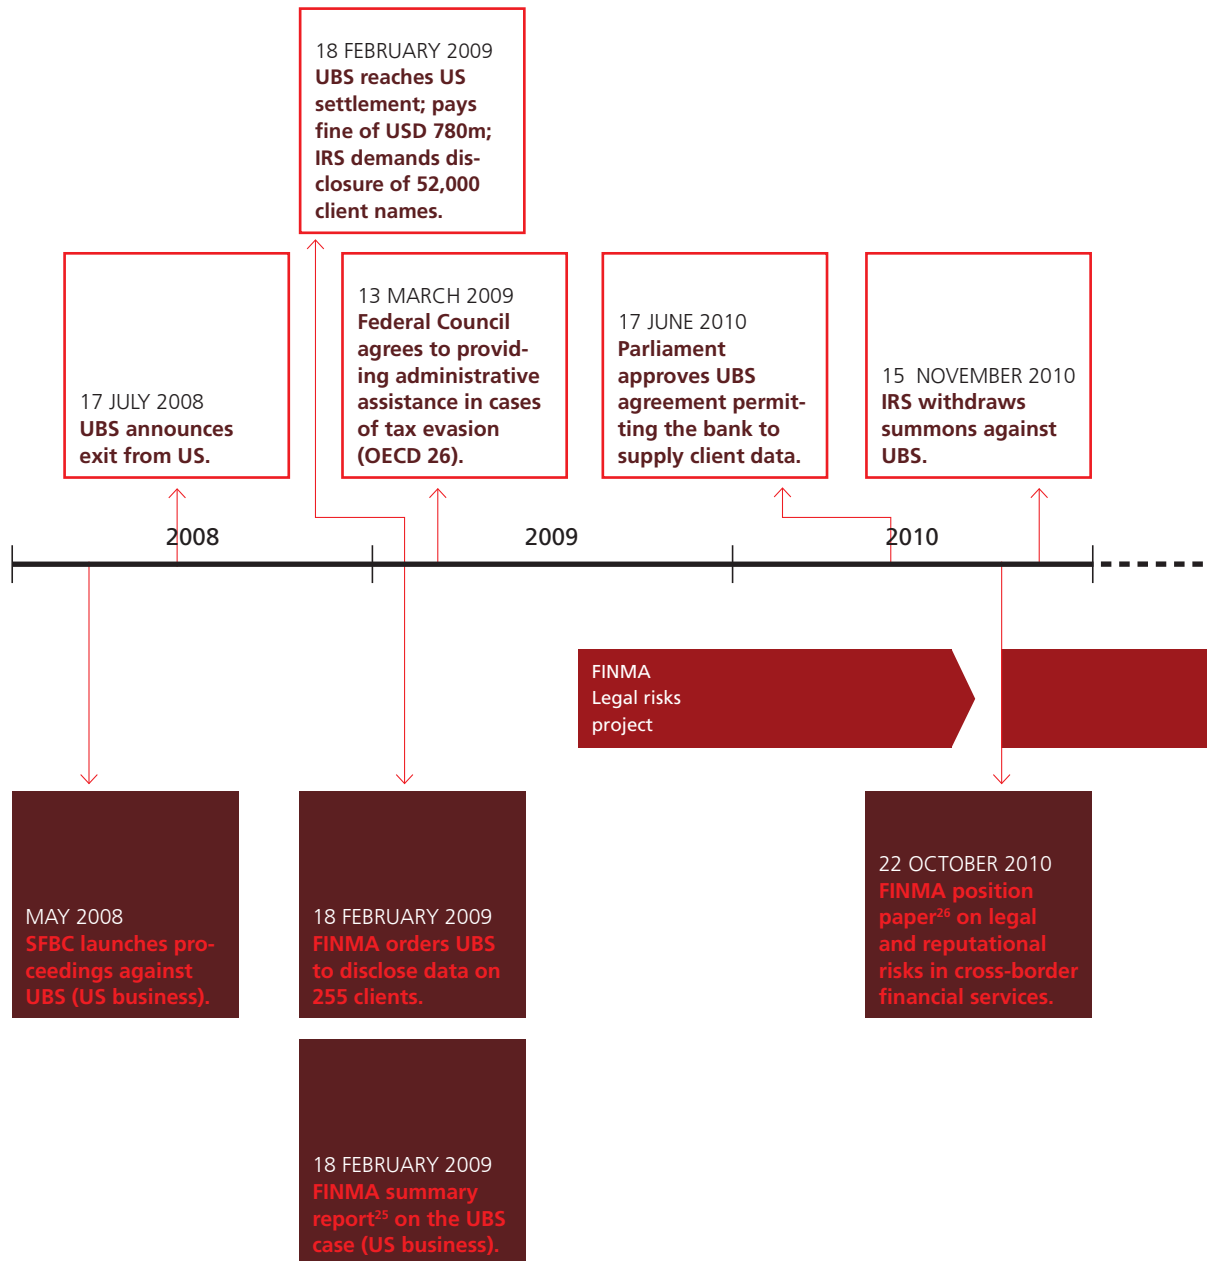 18 FEBRUARY 2009
UBS reaches US
settlement; pays
fine of USD 780m;
IRS demands dis-
closure of 52,000
client names.
17 JULY 2008
UBS announces
exit from US.
13 MARCH 2009
Federal Council
agrees to provid-
ing administrative
assistance in cases
of tax evasion
(OECD 26).
17 JUNE 2010
Parliament
approves UBS
agreement permit-
ting the bank to
supply client data.
15 NOVEMBER 2010
IRS withdraws
summons against
UBS.
2008
2009
2010
FINMA
Legal risks
project
MAY 2008
SFBC launches pro-
ceedings against
UBS (US business).
18 FEBRUARY 2009
FINMA orders UBS
to disclose data on
255 clients.
22 OCTOBER 2010
FINMA position
paper26 on legal
and reputational
risks in cross-border
financial services.
18 FEBRUARY 2009
FINMA summary
report25 on the UBS
case (US business).